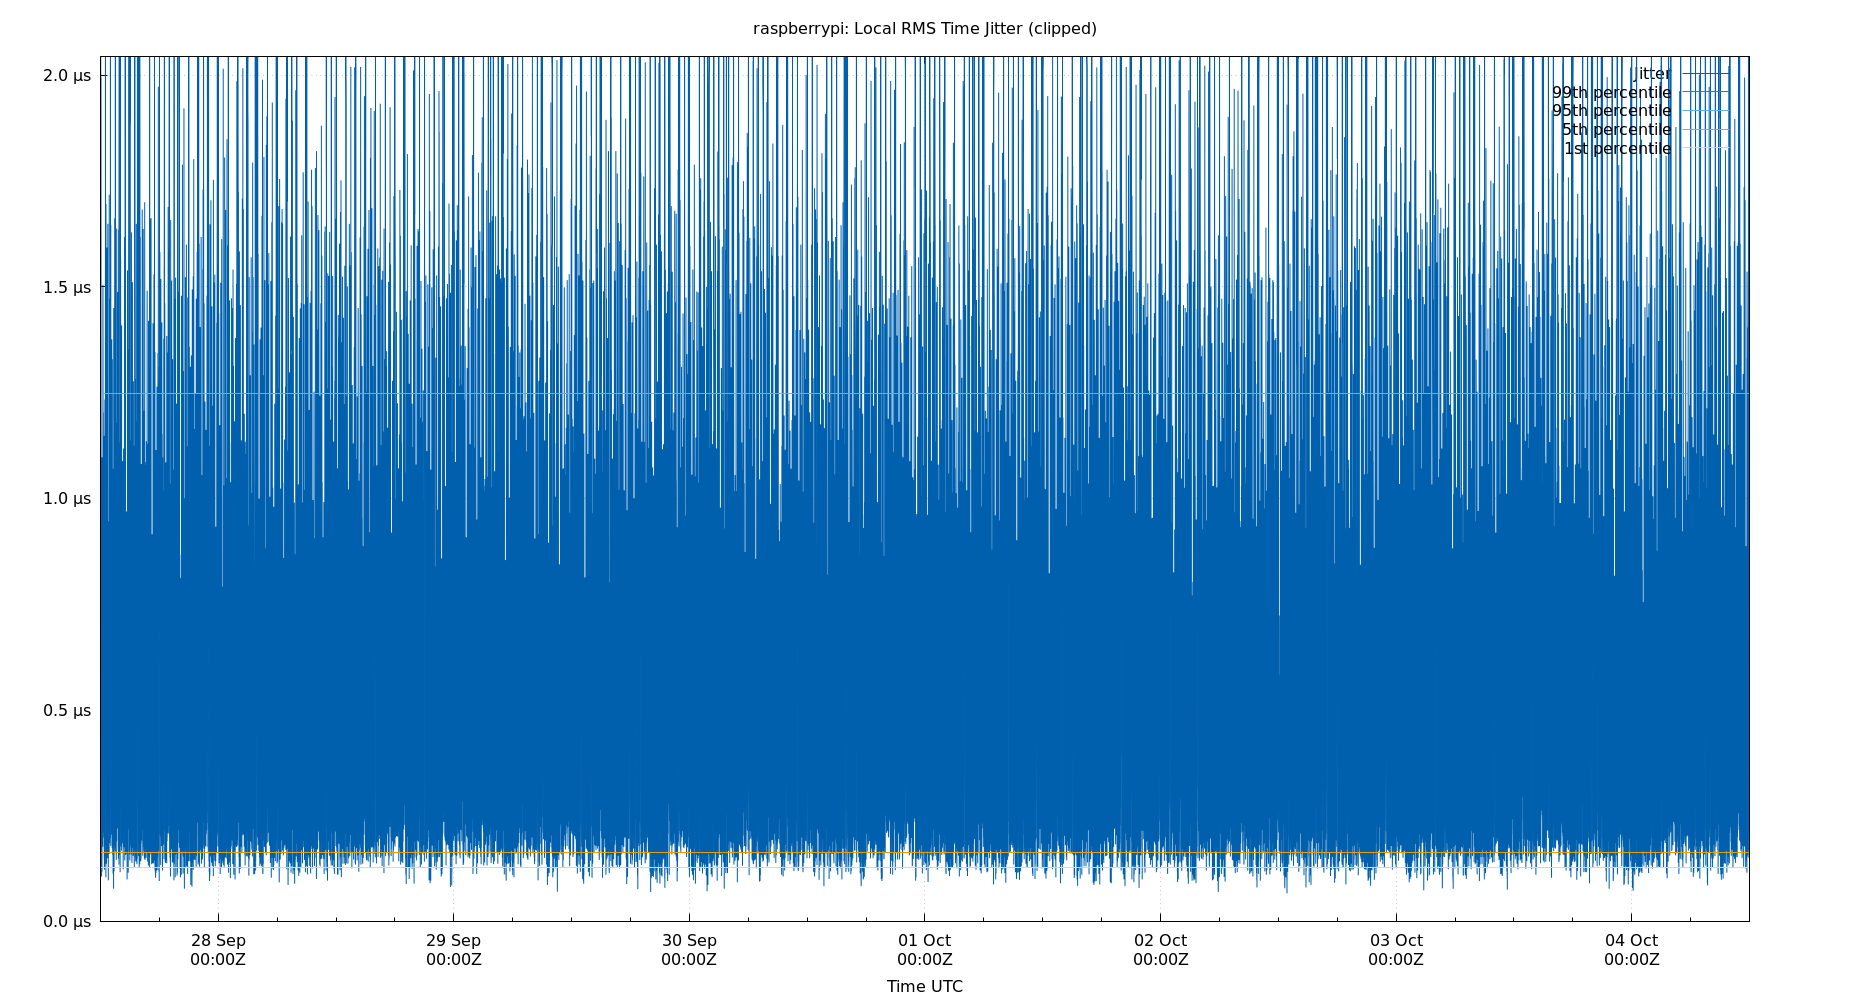 raspberrypi: Local RMS Time Jitter (clipped)
2.0 µs
1.5 µs
1.0 µs
0.5 µs
0.0 µs
jitter
99th percentile
95th percentile
5th percentile
1st percentile
28 Sep 29 Sep 30 Sep 01 Oct 02 Oct 03 Oct 04 Oct
00:00Z 00:00Z 00:00Z 00:00Z 00:00Z 00:00Z 00:00Z
Time UTC